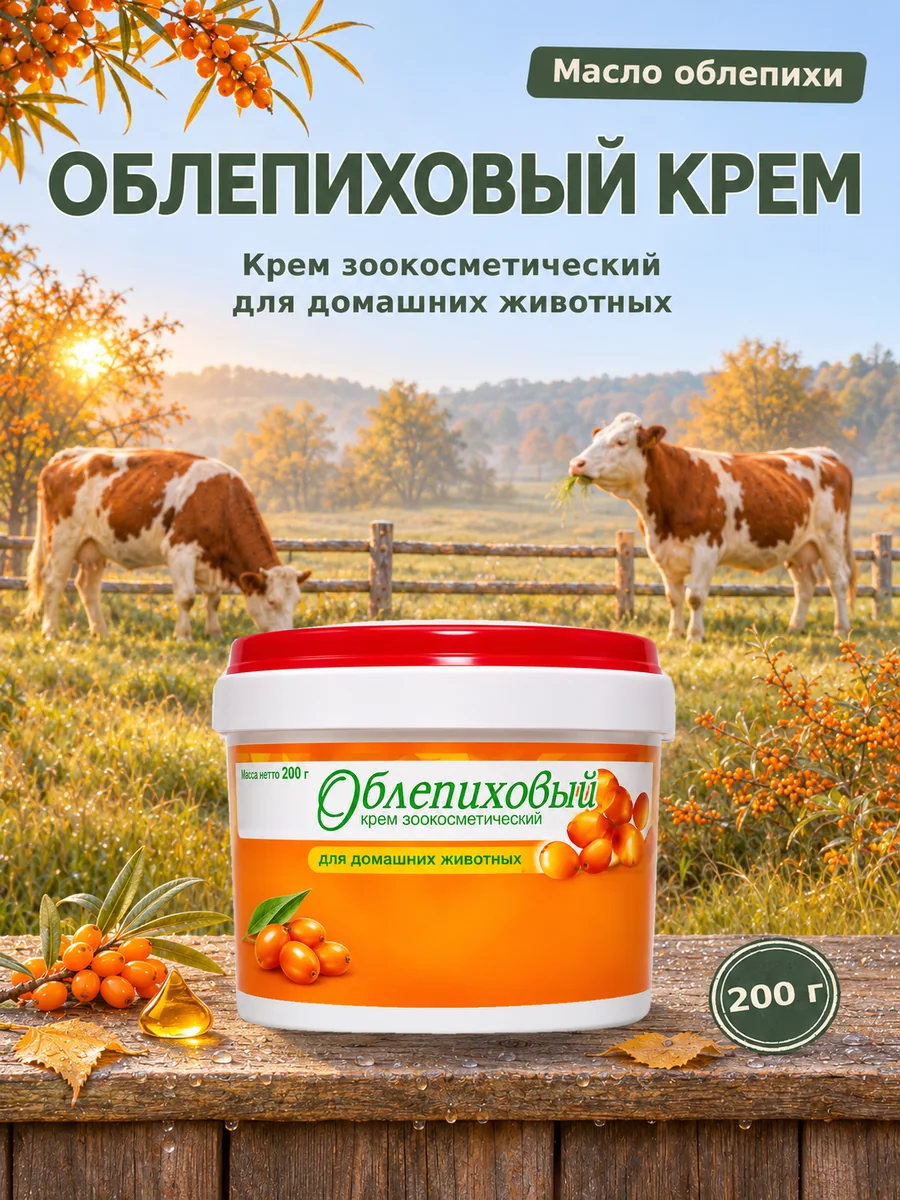 Масло облепихи
ОБЛЕПИХОВЫЙ КРЕМ
Крем зоокосметический
для домашних животных
Масса нетто 200 г
Облепиховый
крем зоокосметический
для домашних животных
200 г